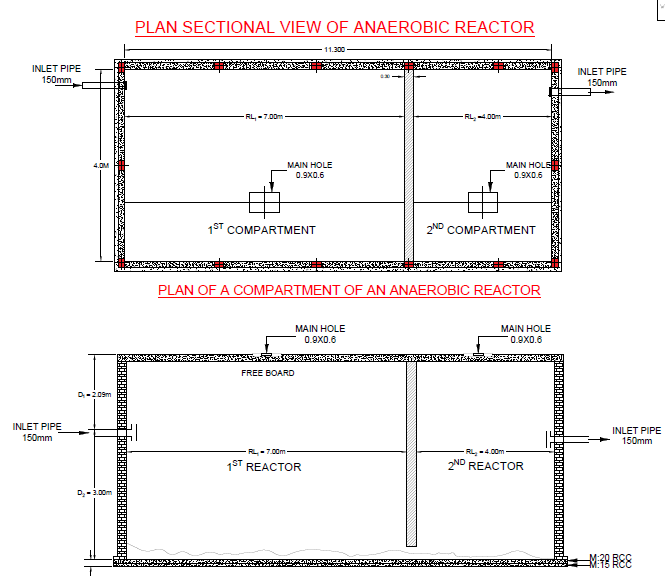 PLAN SECTIONAL VIEW OF ANAEROBIC REACTOR
11.300
INLET PIPE
150mm
0.30
INLET PIPE
150mm
RL₁ = 7.00m
RL₂ =4.00m
4.0M
MAIN HOLE
0.9X0.6
MAIN HOLE
0.9X0.6
1ST COMPARTMENT
2ND COMPARTMENT
PLAN OF A COMPARTMENT OF AN ANAEROBIC REACTOR
MAIN HOLE
0.9X0.6
MAIN HOLE
0.9X0.6
FREE BOARD
D₁ = 2.09m
INLET PIPE
150mm
INLET PIPE
150mm
RL₁ = 7.00m
RL₂ = 4.00m
1ST REACTOR
2ND REACTOR
D₂ = 3.00m
M:20 RCC
M:15 RCC